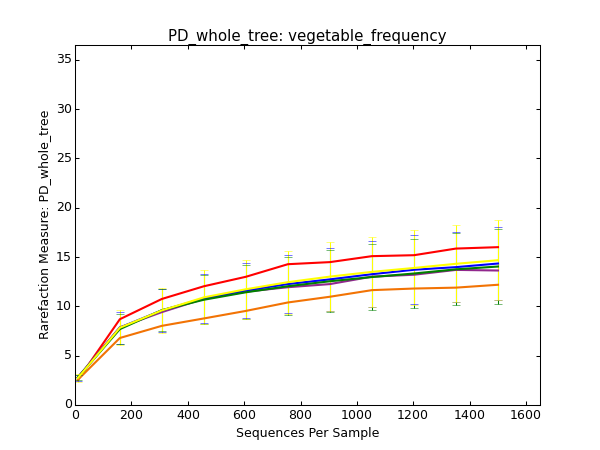 PD_whole_tree: vegetable_frequency
Rarefaction Measure: PD_whole_tree
35
30
25
20
15
10
5
0
0 200 400 600 800 1000 1200 1400 1600
Sequences Per Sample